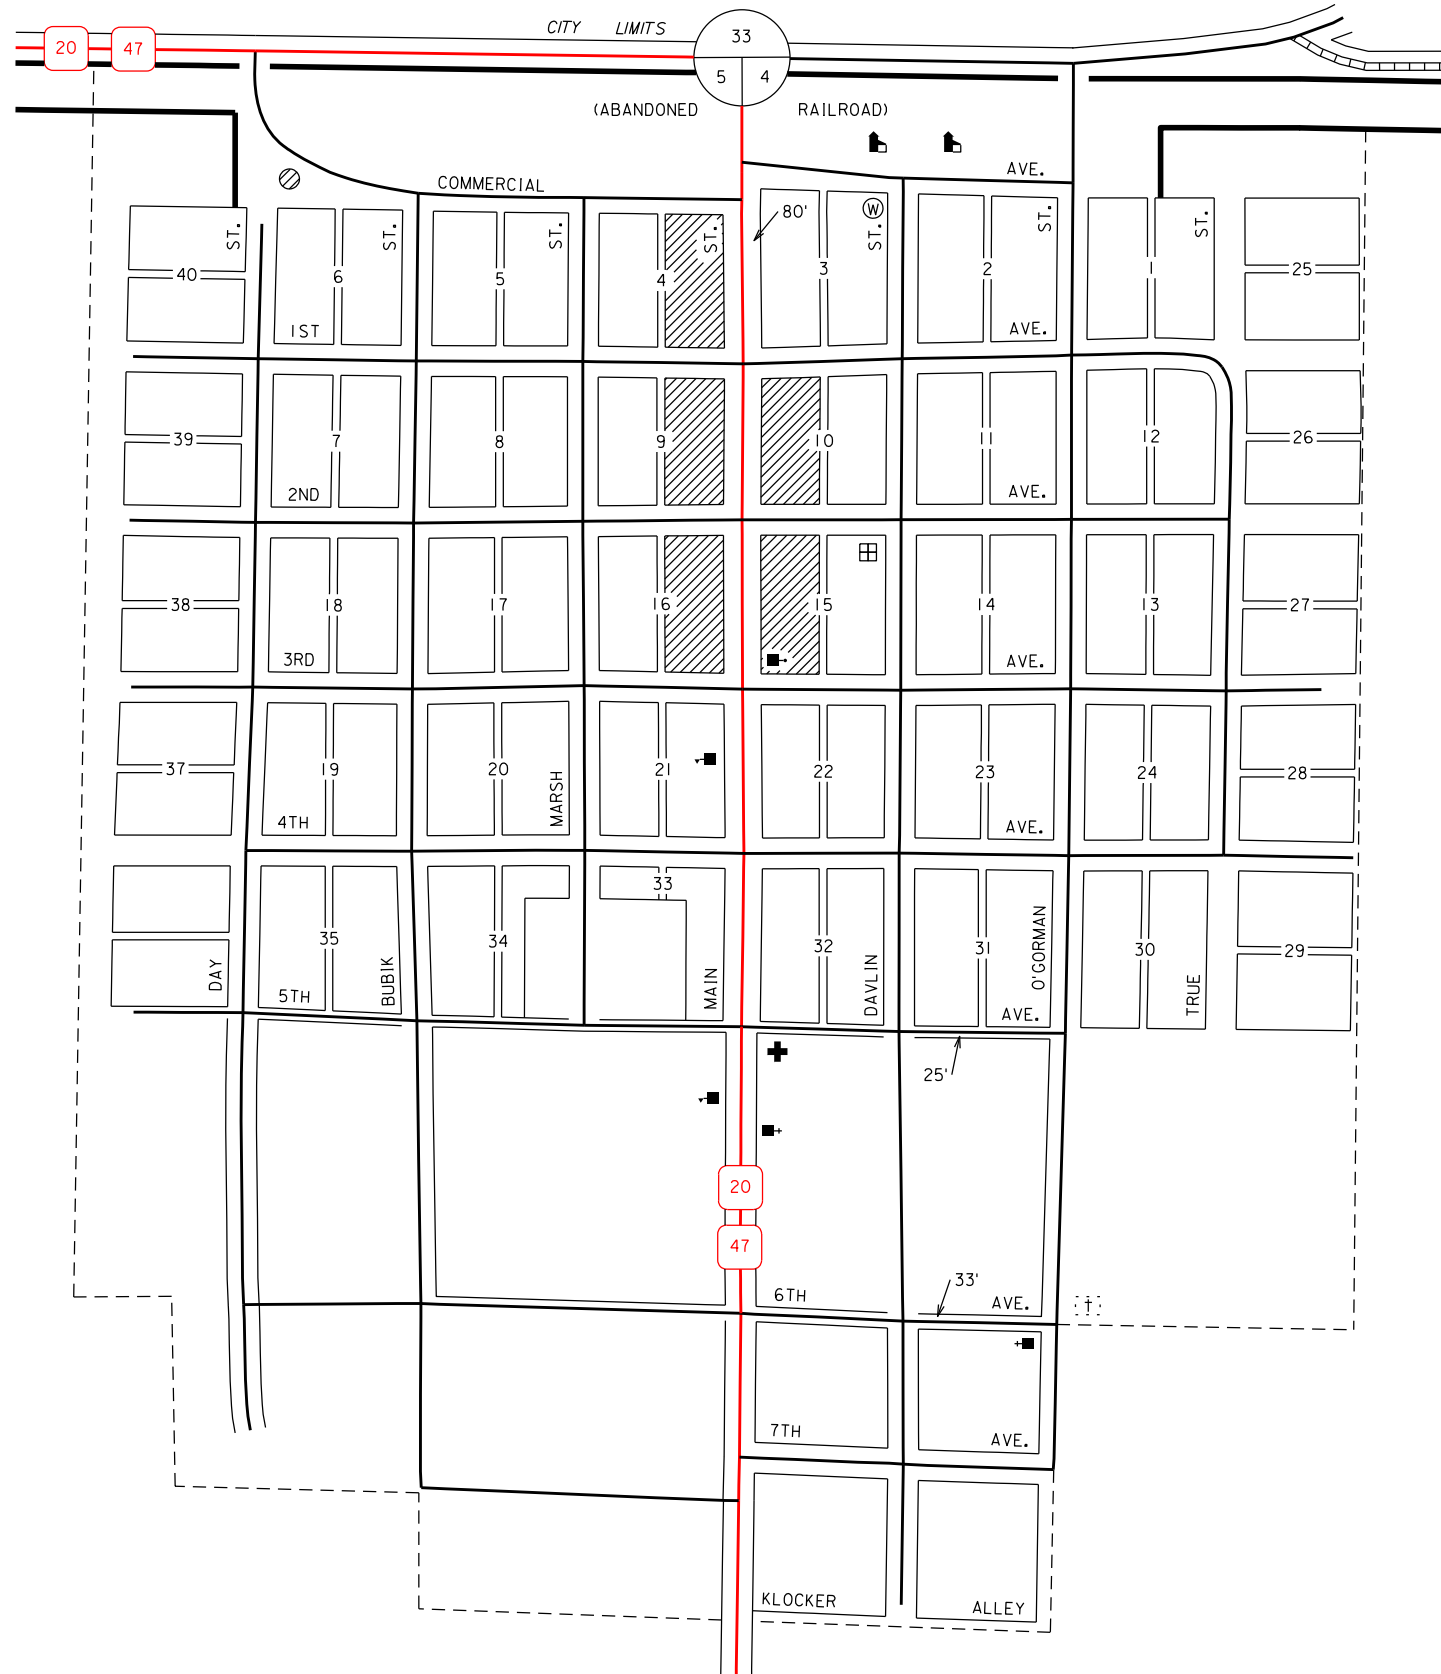 CITY LIMITS
33
5 4
20 47
(ABANDONED RAILROAD)
COMMERCIAL AVE.
80'
W
ST. ST. ST. ST. ST. ST. ST.
40 6 5 4 3 2 1 25
1ST AVE.
39 7 8 9 10 11 12 26
2ND AVE.
38 18 17 16 15 14 13 27
3RD AVE.
37 19 20 21 22 23 24 28
MARSH
4TH AVE.
33
35 34 32 31 30 29
DAY BUBIK MAIN DAVLIN O'GORMAN TRUE
5TH AVE.
25'
20
47
33'
6TH AVE.
7TH AVE.
KLOCKER ALLEY